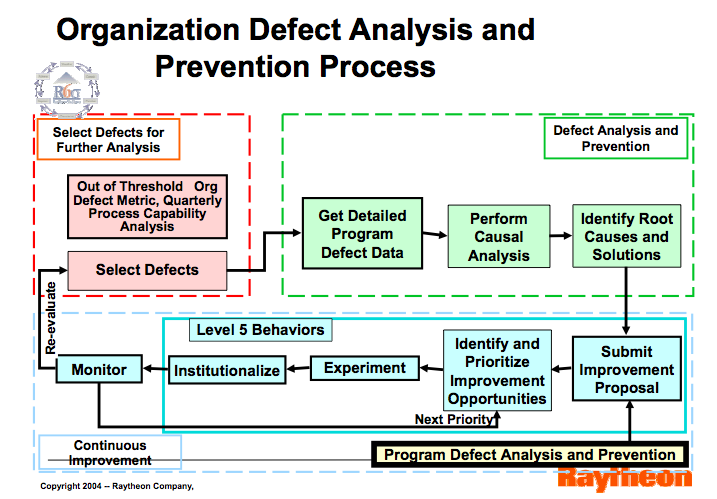 Organization Defect Analysis and
Prevention Process
R6σ
Select Defects for
Further Analysis
Defect Analysis and
Prevention
Out of Threshold Org
Defect Metric, Quarterly
Process Capability
Analysis
Get Detailed
Program
Defect Data
Perform
Causal
Analysis
Identify Root
Causes and
Solutions
Select Defects
Re-evaluate
Level 5 Behaviors
Monitor
Institutionalize
Experiment
Identify and
Prioritize
Improvement
Opportunities
Submit
Improvement
Proposal
Next Priority
Continuous
Improvement
Program Defect Analysis and Prevention
Raytheon
Copyright 2004 -- Raytheon Company,